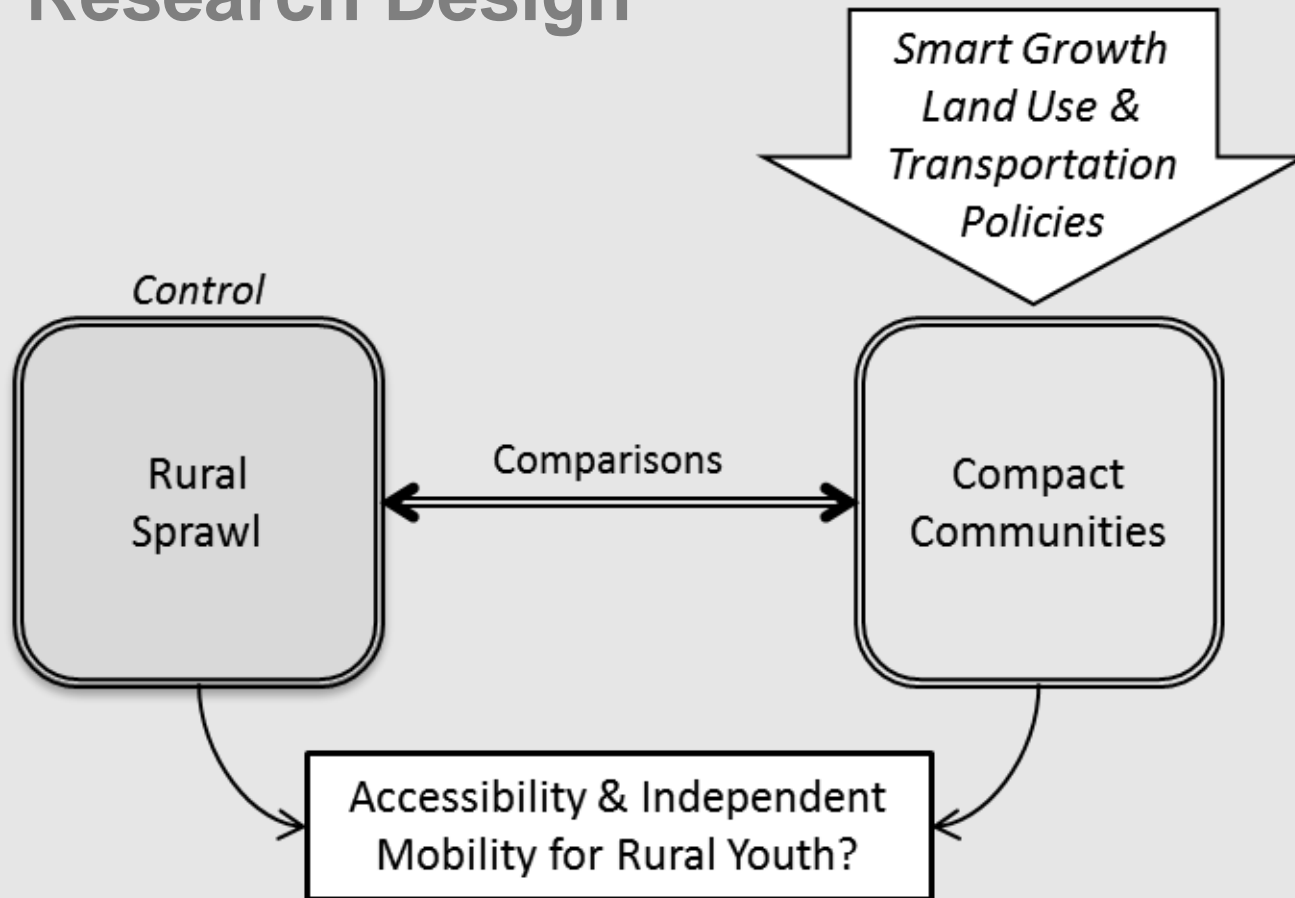 Research Design
Smart Growth
Land Use &
Transportation
Policies
Control
Rural
Sprawl
Comparisons
Compact
Communities
Accessibility & Independent
Mobility for Rural Youth?